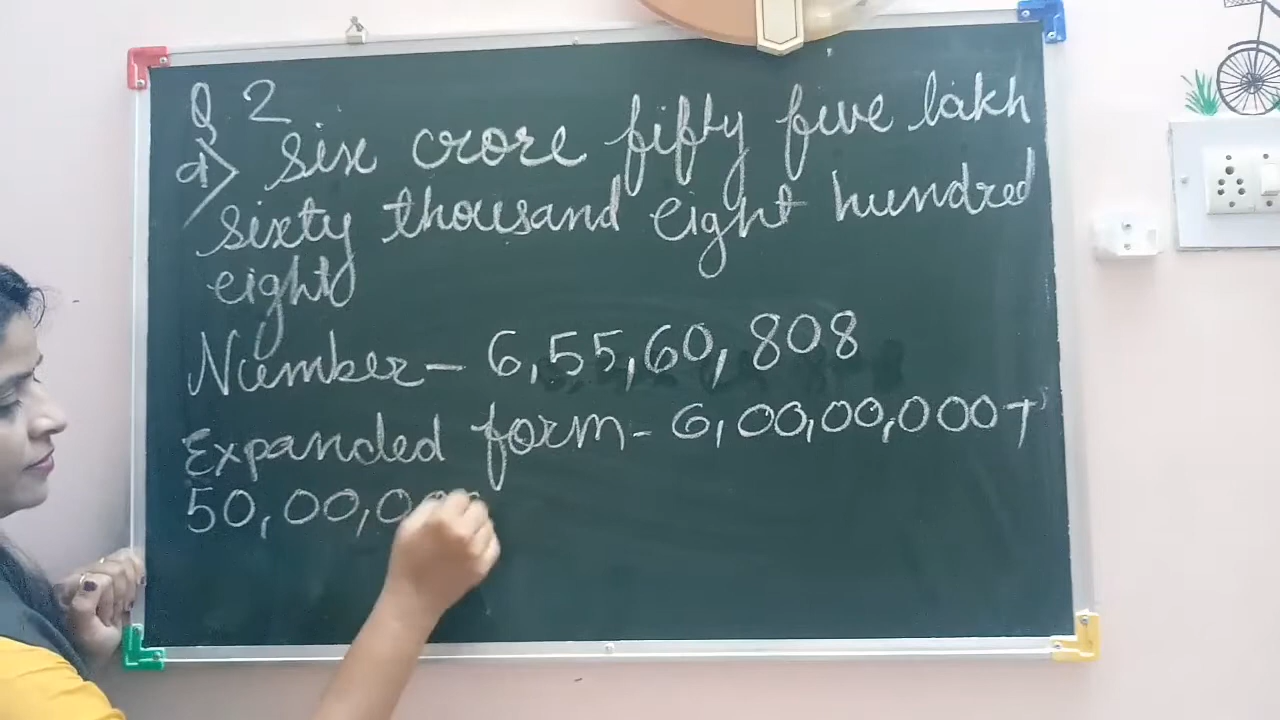 Q 2
a> Six crore fifty five lakh
sixty thousand eight hundred
eight
Number - 6,55,60,808
Expanded form - 6,00,00,000+
50,00,000